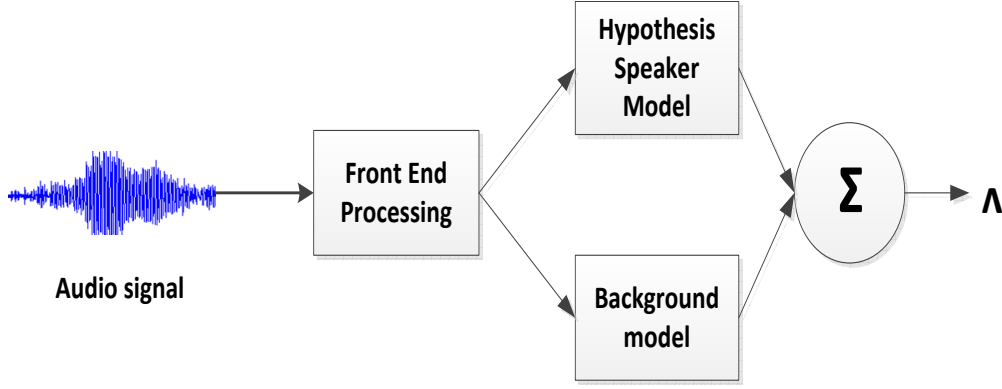 Hypothesis
Speaker
Model
Front End
Processing
Σ
Λ
Audio signal
Background
model